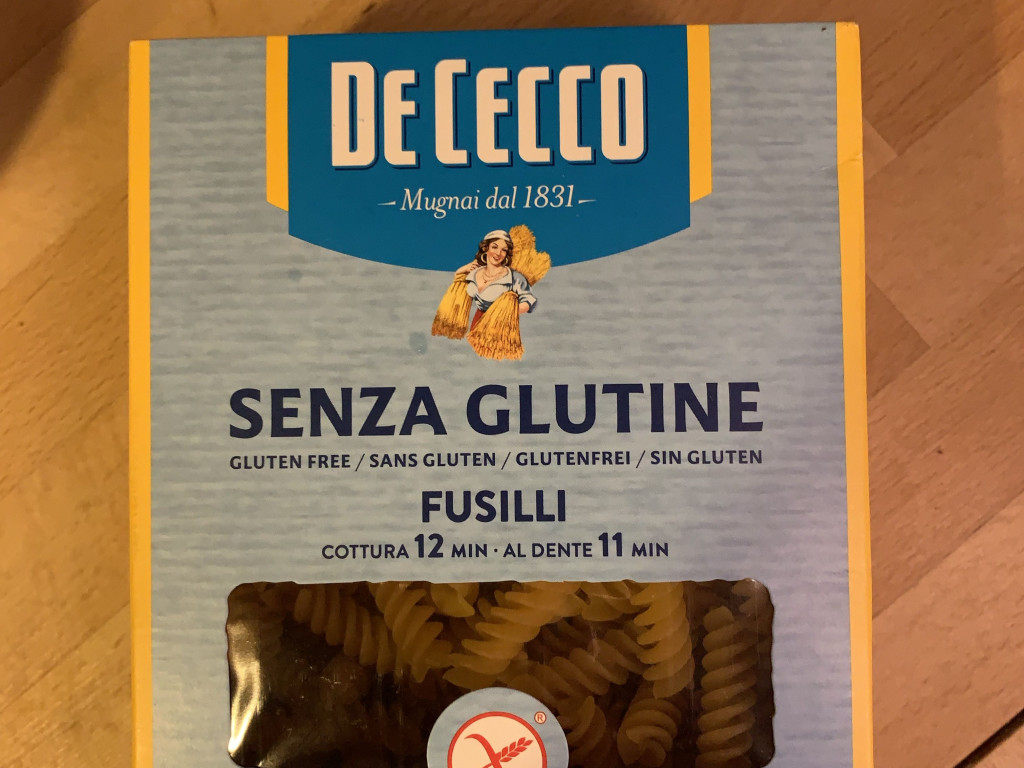 DE CECCO
Mugnai dal 1831
SENZA GLUTINE
GLUTEN FREE / SANS GLUTEN / GLUTENFREI / SIN GLUTEN
FUSILLI
COTTURA 12 MIN · AL DENTE 11 MIN
®